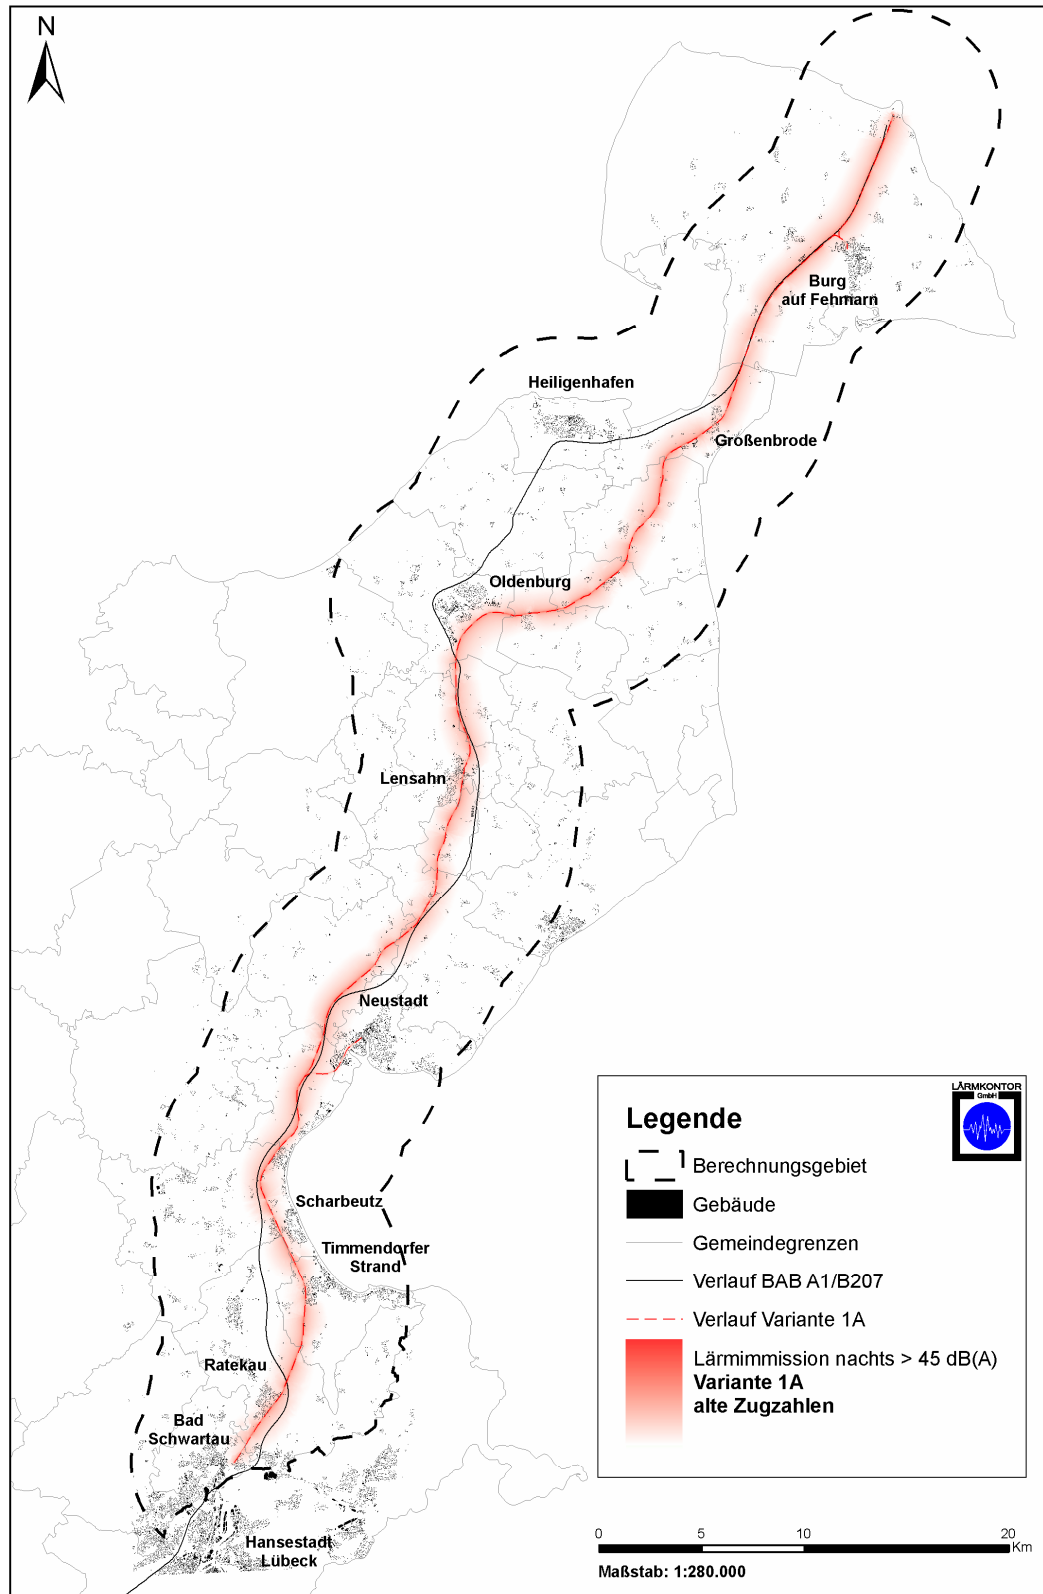 N
Burg
auf Fehmarn
Heiligenhafen
Großenbrode
Oldenburg
Lensahn
Neustadt
Scharbeutz
Timmendorfer
Strand
Ratekau
Bad
Schwartau
Hansestadt
Lübeck
LÄRMKONTOR
GmbH
Legende
Berechnungsgebiet
Gebäude
Gemeindegrenzen
Verlauf BAB A1/B207
Verlauf Variante 1A
Lärmimmission nachts > 45 dB(A)
Variante 1A
alte Zugzahlen
0 5 10 20
Km
Maßstab: 1:280.000